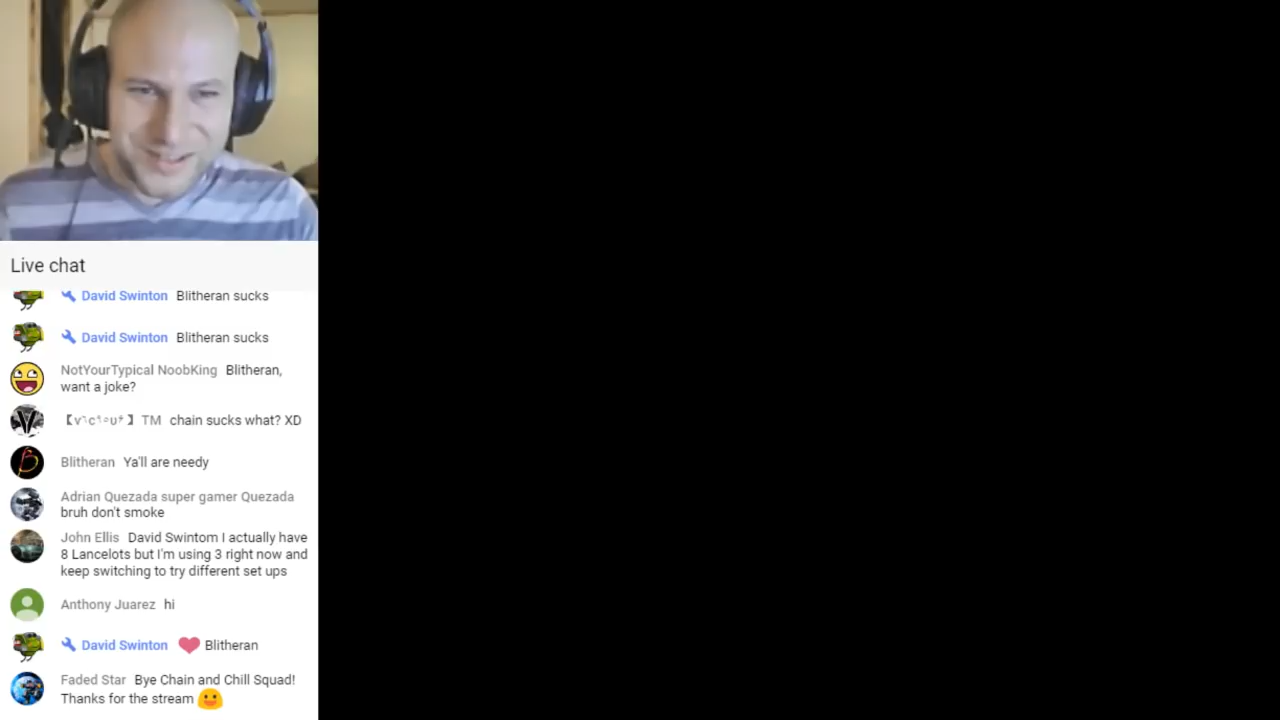 Live chat
David Swinton Blitheran sucks
David Swinton Blitheran sucks
NotYourTypical NoobKing Blitheran,
want a joke?
TM chain sucks what? XD
Blitheran Ya'll are needy
Adrian Quezada super gamer Quezada
bruh don't smoke
John Ellis David Swintom I actually have
8 Lancelots but I'm using 3 right now and
keep switching to try different set ups
Anthony Juarez hi
David Swinton ❤ Blitheran
Faded Star Bye Chain and Chill Squad!
Thanks for the stream 😃